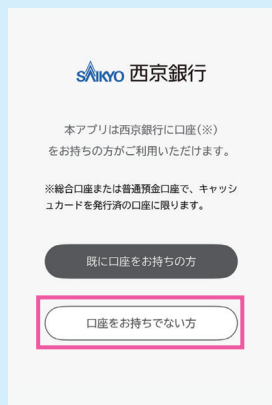 SAIKYO 西京銀行
本アプリは西京銀行に口座(※)
をお持ちの方がご利用いただけます。
※総合口座または普通預金口座で、キャッシ
ュカードを発行済の口座に限ります。
既に口座をお持ちの方
口座をお持ちでない方